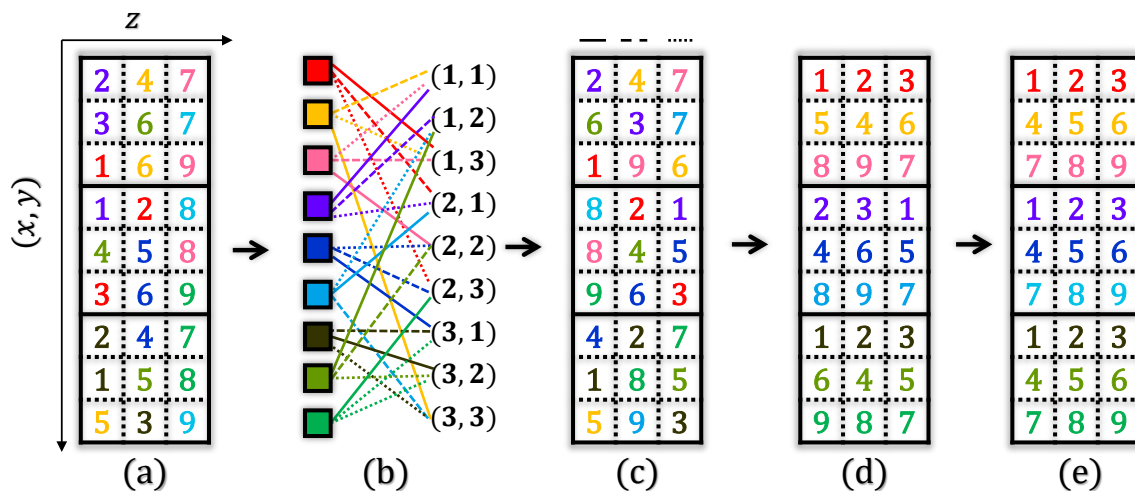 z
(x, y)
2 4 7
3 6 7
1 6 9
1 2 8
4 5 8
3 6 9
2 4 7
1 5 8
5 3 9
(a)
(1, 1)
(1, 2)
(1, 3)
(2, 1)
(2, 2)
(2, 3)
(3, 1)
(3, 2)
(3, 3)
(b)
2 4 7
6 3 7
1 9 6
8 2 1
8 4 5
9 6 3
4 2 7
1 8 5
5 9 3
(c)
1 2 3
5 4 6
8 9 7
2 3 1
4 6 5
8 9 7
1 2 3
6 4 5
9 8 7
(d)
1 2 3
4 5 6
7 8 9
1 2 3
4 5 6
7 8 9
1 2 3
4 5 6
7 8 9
(e)